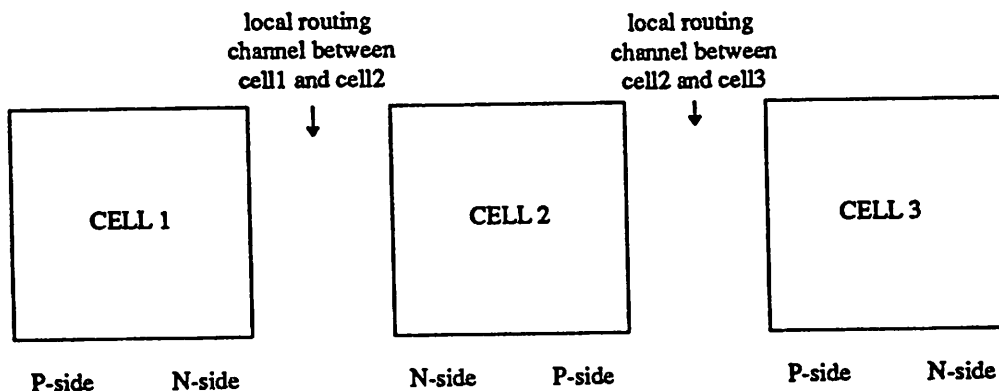 local routing
channel between
cell1 and cell2
local routing
channel between
cell2 and cell3
CELL 1
CELL 2
CELL 3
P-side N-side
N-side P-side
P-side N-side